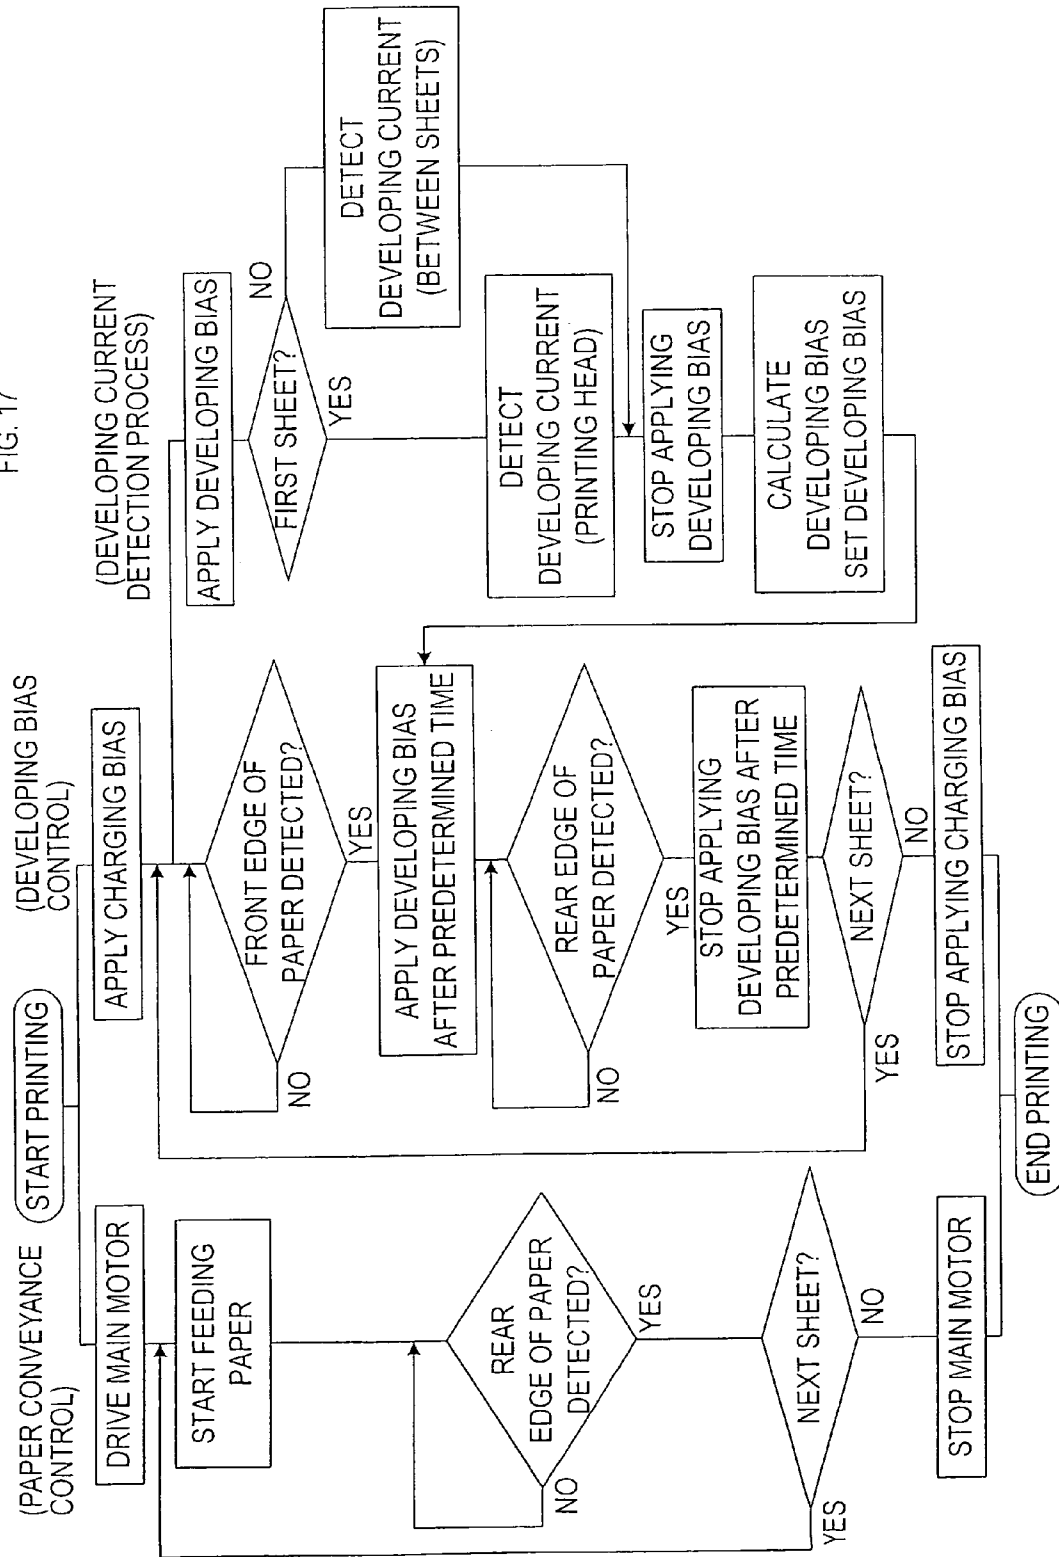 FIG. 17
START PRINTING
(PAPER CONVEYANCE
CONTROL)
DRIVE MAIN MOTOR
START FEEDING
PAPER
REAR
EDGE OF PAPER
DETECTED?
NO
YES
NEXT SHEET?
YES
NO
STOP MAIN MOTOR
(DEVELOPING BIAS
CONTROL)
APPLY CHARGING BIAS
FRONT EDGE OF
PAPER DETECTED?
NO
YES
APPLY DEVELOPING BIAS
AFTER PREDETERMINED TIME
REAR EDGE OF
PAPER DETECTED?
NO
YES
STOP APPLYING
DEVELOPING BIAS AFTER
PREDETERMINED TIME
NEXT SHEET?
YES
NO
STOP APPLYING CHARGING BIAS
(DEVELOPING CURRENT
DETECTION PROCESS)
APPLY DEVELOPING BIAS
FIRST SHEET?
NO
YES
DETECT
DEVELOPING CURRENT
(BETWEEN SHEETS)
DETECT
DEVELOPING CURRENT
(PRINTING HEAD)
STOP APPLYING
DEVELOPING BIAS
CALCULATE
DEVELOPING BIAS
SET DEVELOPING BIAS
END PRINTING